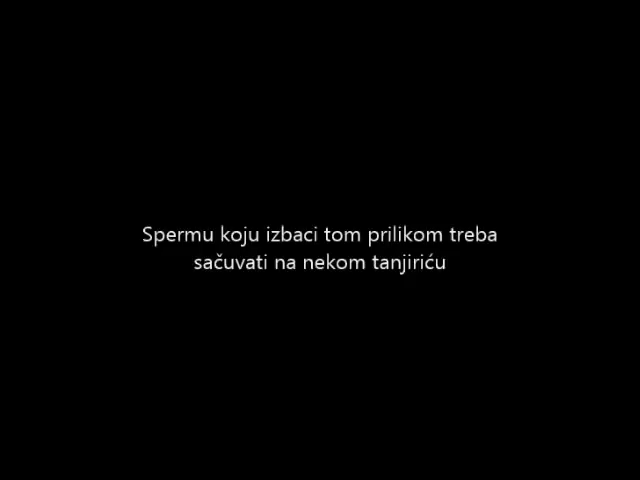 Spermu koju izbaci tom prilikom treba
sačuvati na nekom tanjiriću